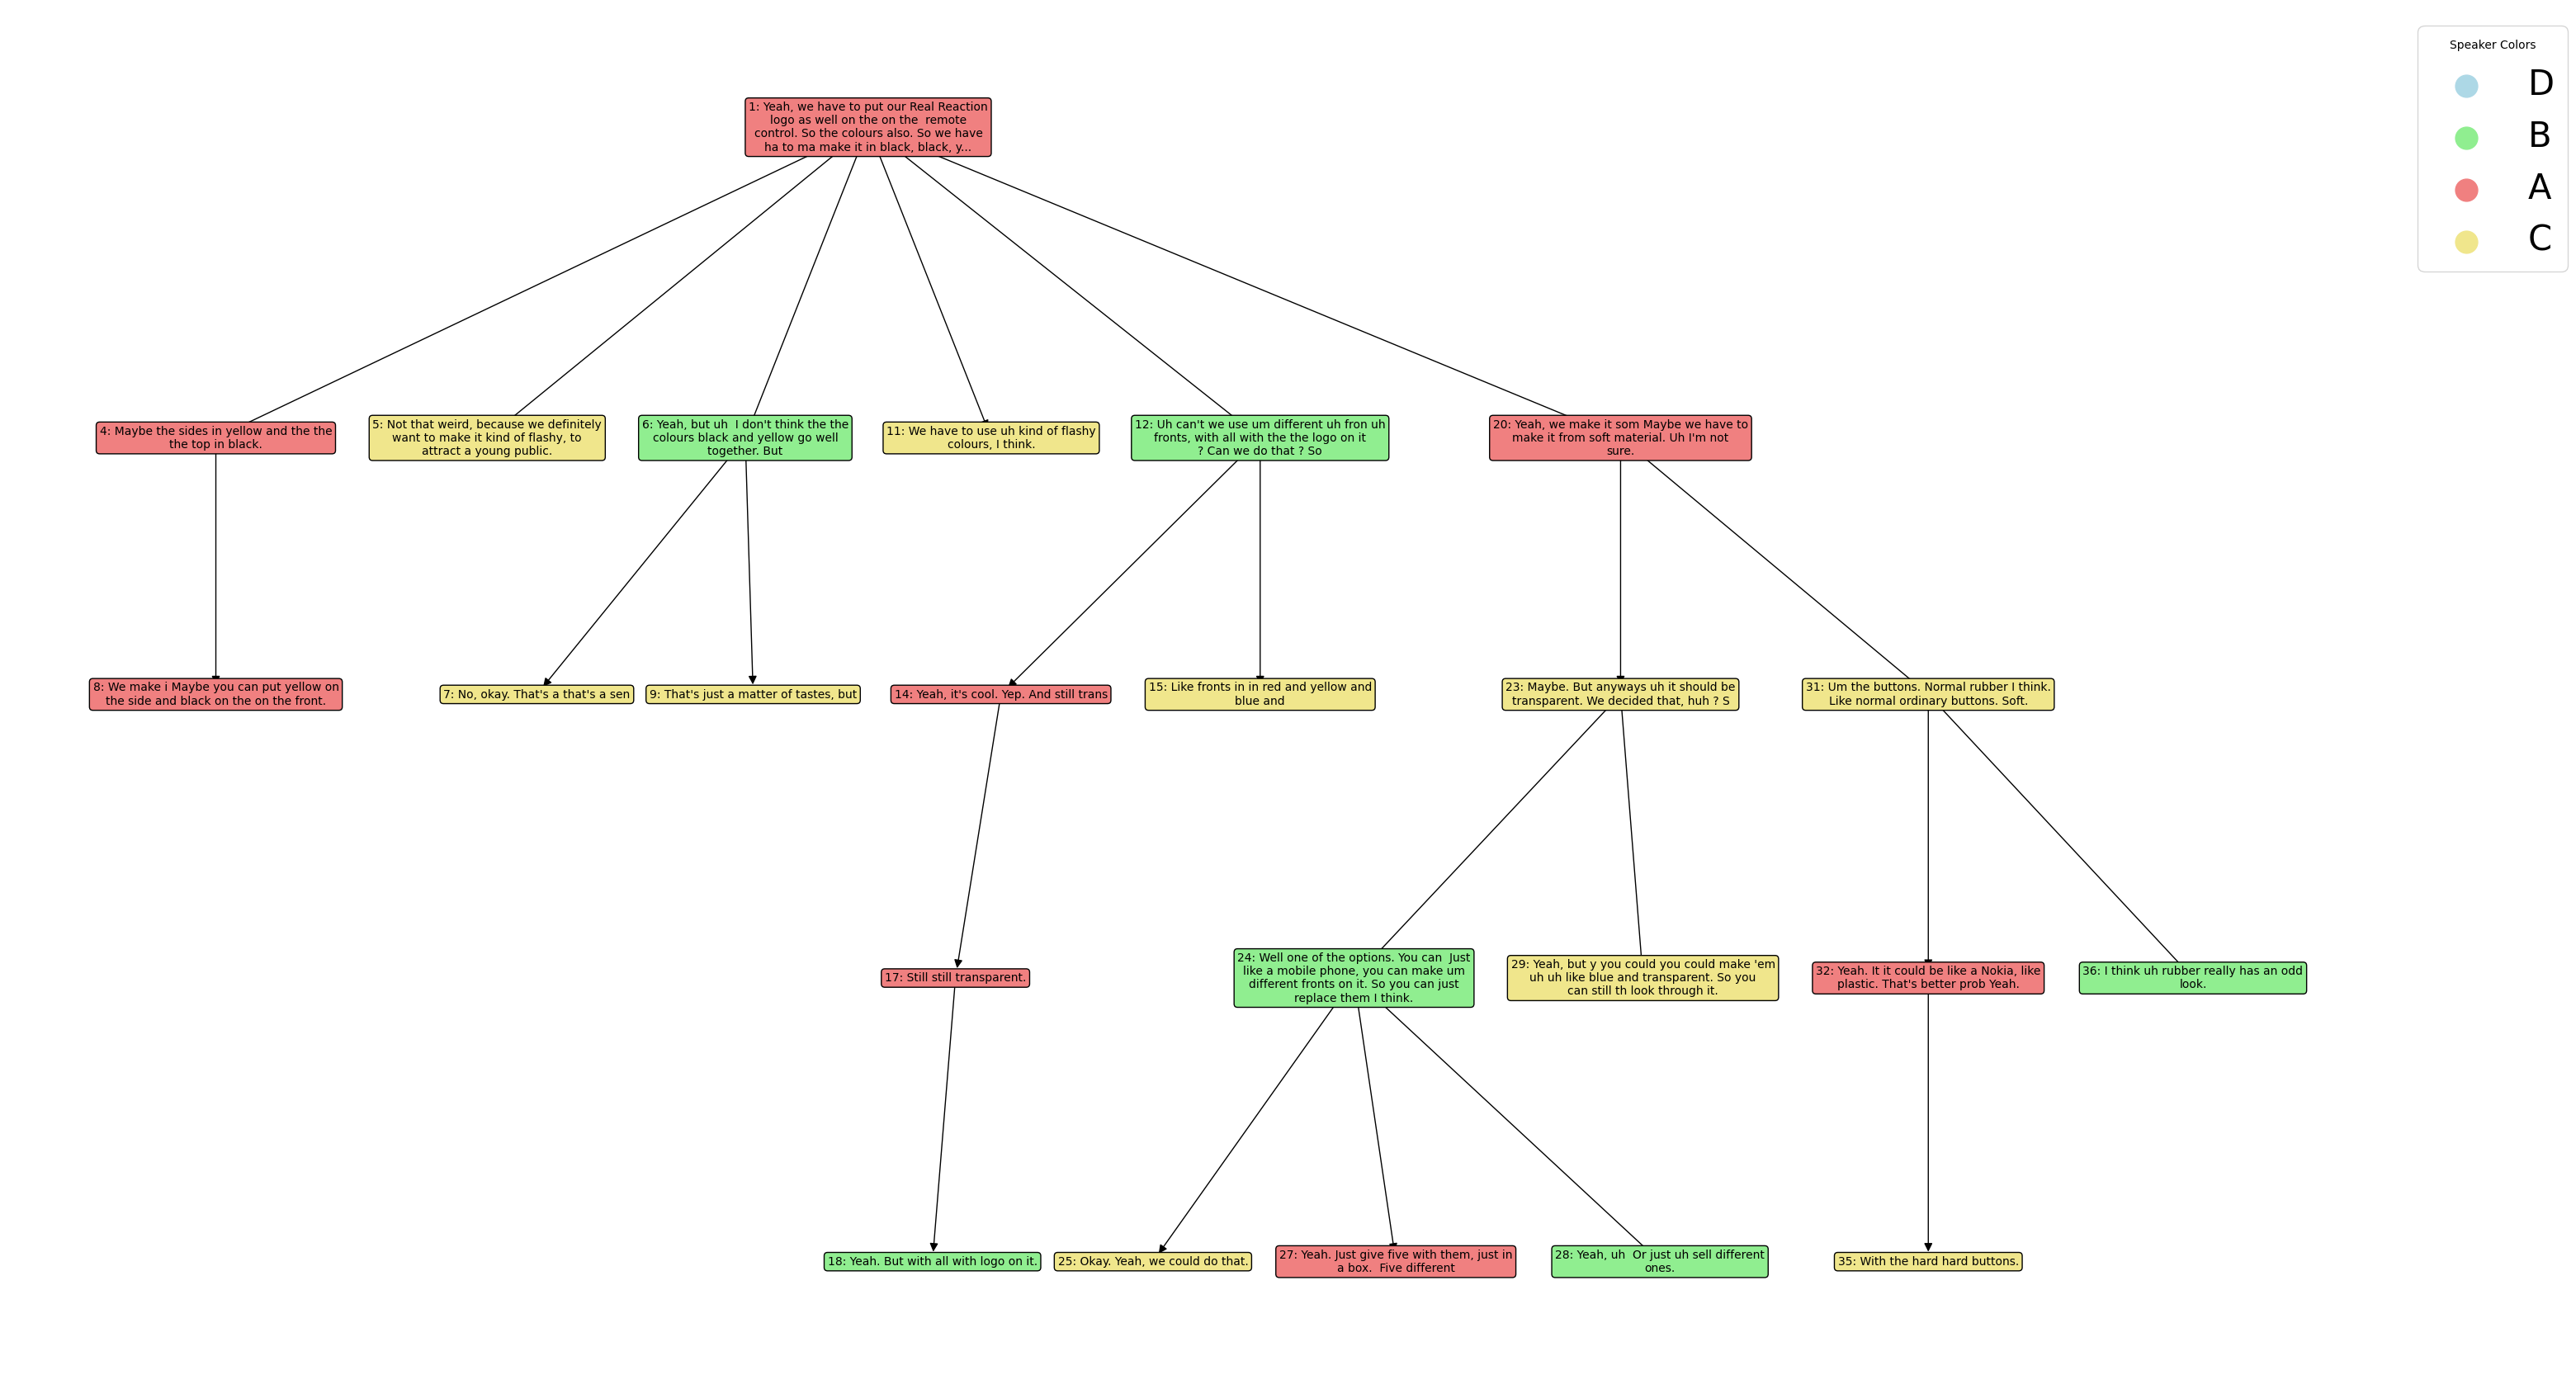 Speaker Colors
D
B
A
C
1: Yeah, we have to put our Real Reaction
logo as well on the on the  remote
control. So the colours also. So we have
ha to ma make it in black, black, y...
4: Maybe the sides in yellow and the the
the top in black.
5: Not that weird, because we definitely
want to make it kind of flashy, to
attract a young public.
6: Yeah, but uh  I don't think the the
colours black and yellow go well
together. But
11: We have to use uh kind of flashy
colours, I think.
12: Uh can't we use um different uh fron uh
fronts, with all with the the logo on it
? Can we do that ? So
20: Yeah, we make it som Maybe we have to
make it from soft material. Uh I'm not
sure.
8: We make i Maybe you can put yellow on
the side and black on the on the front.
7: No, okay. That's a that's a sen
9: That's just a matter of tastes, but
14: Yeah, it's cool. Yep. And still trans
15: Like fronts in in red and yellow and
blue and
23: Maybe. But anyways uh it should be
transparent. We decided that, huh ? S
31: Um the buttons. Normal rubber I think.
Like normal ordinary buttons. Soft.
17: Still still transparent.
24: Well one of the options. You can  Just
like a mobile phone, you can make um
different fronts on it. So you can just
replace them I think.
29: Yeah, but y you could you could make 'em
uh uh like blue and transparent. So you
can still th look through it.
32: Yeah. It it could be like a Nokia, like
plastic. That's better prob Yeah.
36: I think uh rubber really has an odd
look.
18: Yeah. But with all with logo on it.
25: Okay. Yeah, we could do that.
27: Yeah. Just give five with them, just in
a box.  Five different
28: Yeah, uh  Or just uh sell different
ones.
35: With the hard hard buttons.